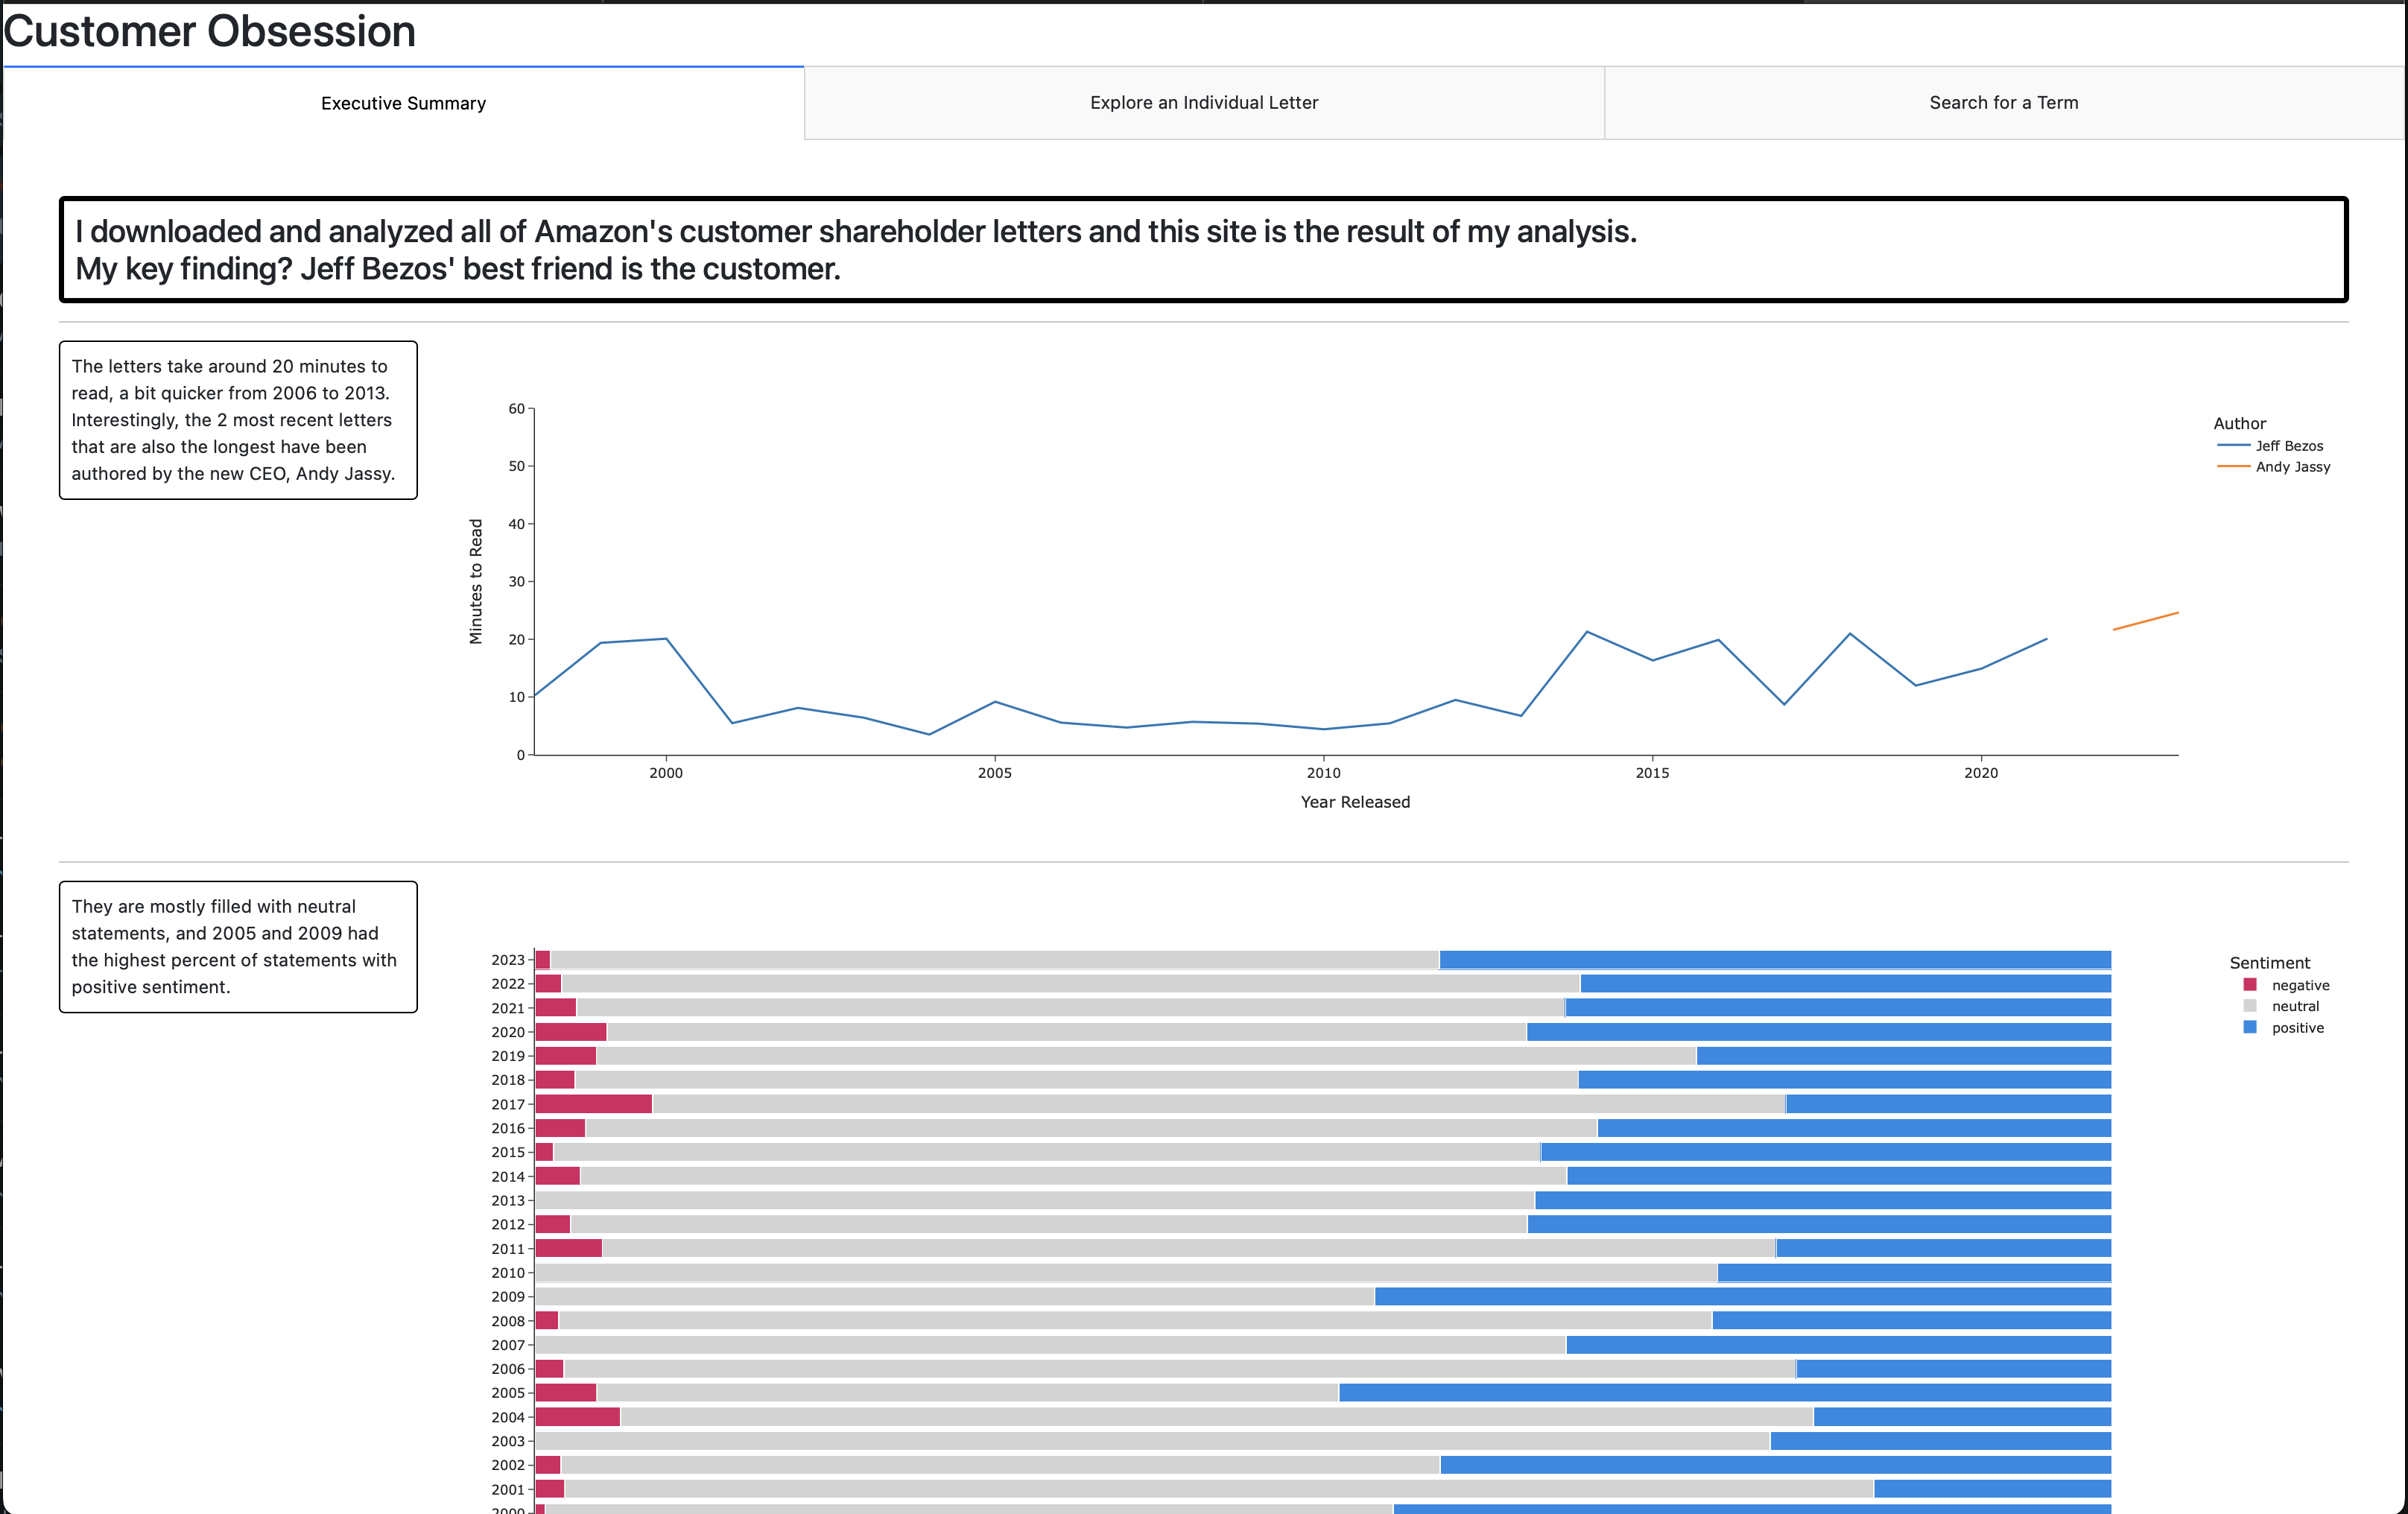 Customer Obsession
Executive Summary
Explore an Individual Letter
Search for a Term
I downloaded and analyzed all of Amazon's customer shareholder letters and this site is the result of my analysis.
My key finding? Jeff Bezos' best friend is the customer.
The letters take around 20 minutes to
read, a bit quicker from 2006 to 2013.
Interestingly, the 2 most recent letters
that are also the longest have been
authored by the new CEO, Andy Jassy.
60
50
40
30
20
10
0
Minutes to Read
2000
2005
2010
2015
2020
Year Released
Author
Jeff Bezos
Andy Jassy
They are mostly filled with neutral
statements, and 2005 and 2009 had
the highest percent of statements with
positive sentiment.
2023
2022
2021
2020
2019
2018
2017
2016
2015
2014
2013
2012
2011
2010
2009
2008
2007
2006
2005
2004
2003
2002
2001
2000
Sentiment
negative
neutral
positive